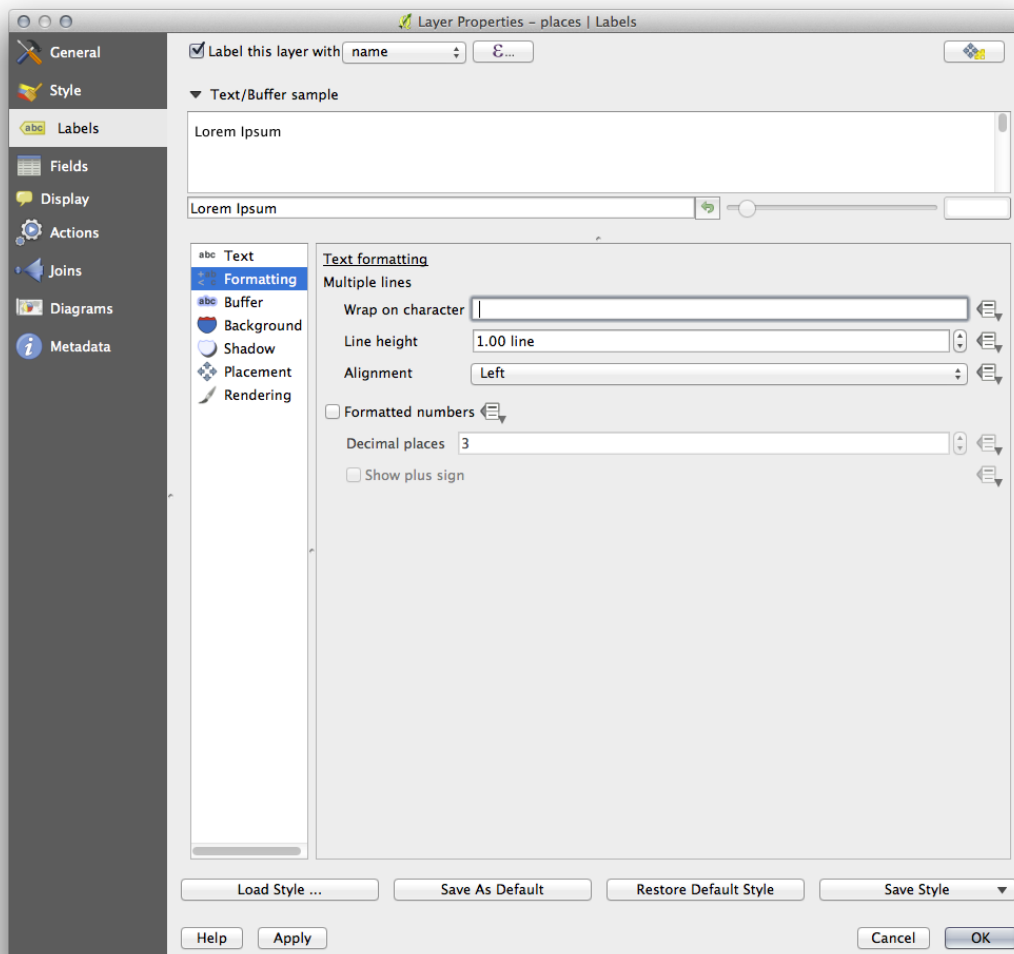 Layer Properties – places | Labels
General
Style
abc Labels
Fields
Display
Actions
Joins
Diagrams
i Metadata
Label this layer with name ε...
Text/Buffer sample
Lorem Ipsum
Lorem Ipsum
abc Text
Formatting
abc Buffer
Background
Shadow
Placement
Rendering
Text formatting
Multiple lines
Wrap on character
Line height 1.00 line
Alignment Left
Formatted numbers
Decimal places 3
Show plus sign
Load Style ... Save As Default Restore Default Style Save Style
Help Apply Cancel OK